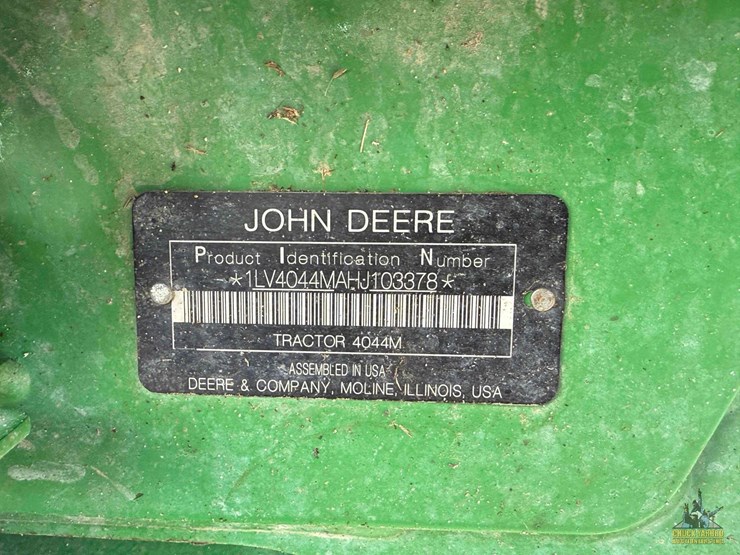 JOHN DEERE
Product Identification Number
*1LV4044MAHJ103378*
TRACTOR 4044M
ASSEMBLED IN USA
DEERE & COMPANY, MOLINE, ILLINOIS, USA